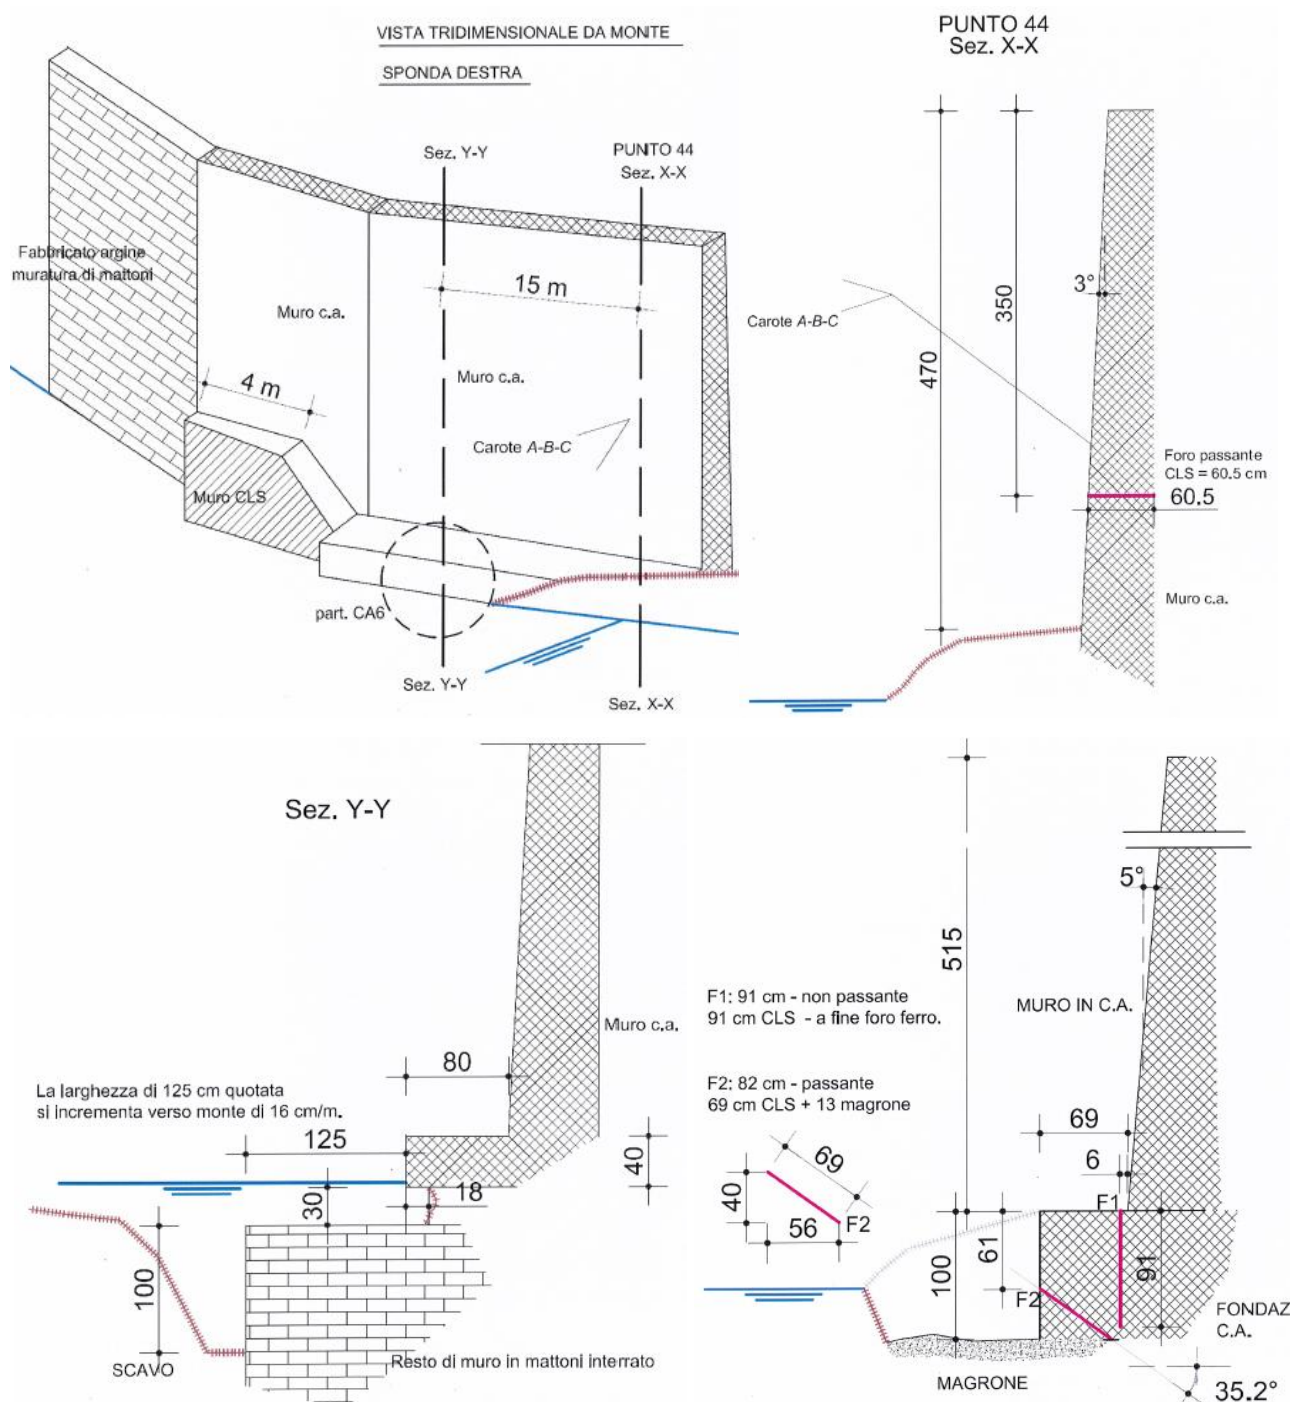 VISTA TRIDIMENSIONALE DA MONTE
SPONDA DESTRA
Sez. Y-Y
PUNTO 44
Sez. X-X
Fabbricato argine
muratura di mattoni
15 m
Muro c.a.
Muro c.a.
4 m
Carote A-B-C
Muro CLS
part. CA6
Sez. Y-Y
Sez. X-X
PUNTO 44
Sez. X-X
3°
350
Carote A-B-C
470
Foro passante
CLS = 60.5 cm
60.5
Muro c.a.
Sez. Y-Y
Muro c.a.
80
La larghezza di 125 cm quotata
si incrementa verso monte di 16 cm/m.
125
40
30
18
100
SCAVO
Resto di muro in mattoni interrato
5°
515
F1: 91 cm - non passante
91 cm CLS - a fine foro ferro.
MURO IN C.A.
F2: 82 cm - passante
69 cm CLS + 13 magrone
69
69
6
40
F2
56
F1
61
100
91
F2
FONDAZ
C.A.
MAGRONE
35.2°